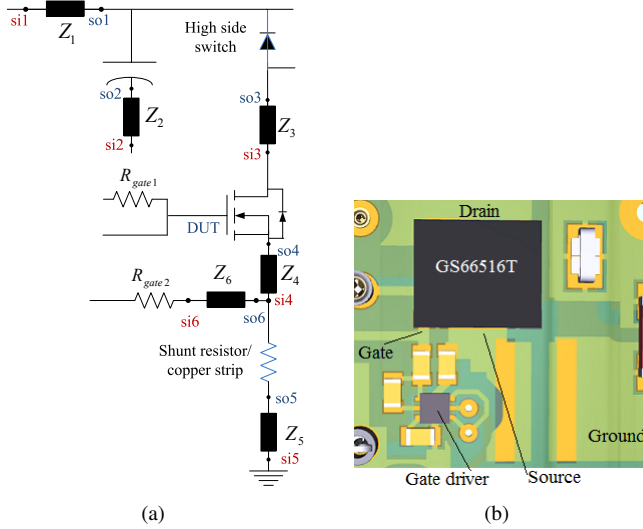 si1
so1
Z1
High side
switch
so2
Z2
si2
so3
Z3
si3
Rgate1
DUT
so4
Z4
si4
Rgate2
Z6
si6
so6
Shunt resistor/
copper strip
so5
Z5
si5
(a)
Drain
GS66516T
Gate
Ground
Gate driver
Source
(b)